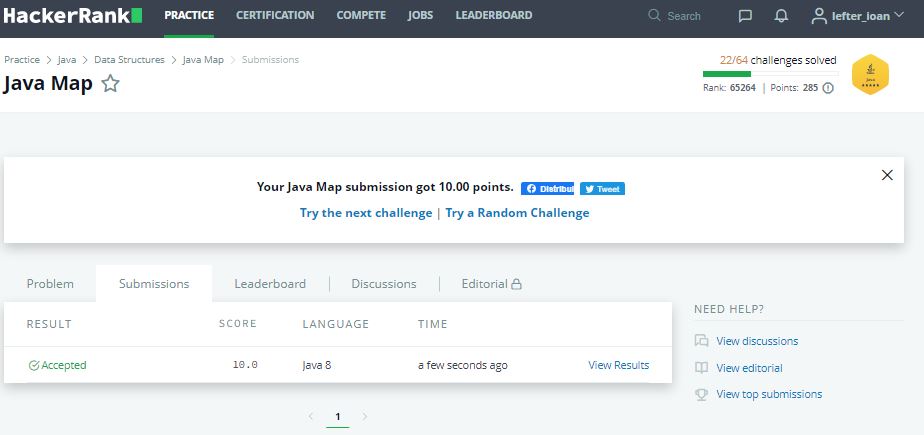 HackerRank PRACTICE CERTIFICATION COMPETE JOBS LEADERBOARD Search lefter_ioan
Practice > Java > Data Structures > Java Map > Submissions
Java Map
22/64 challenges solved
Rank: 65264 | Points: 285
Java
Your Java Map submission got 10.00 points. Distribui Tweet
Try the next challenge | Try a Random Challenge
Problem Submissions Leaderboard Discussions Editorial
RESULT SCORE LANGUAGE TIME
Accepted 10.0 Java 8 a few seconds ago View Results
1
NEED HELP?
View discussions
View editorial
View top submissions